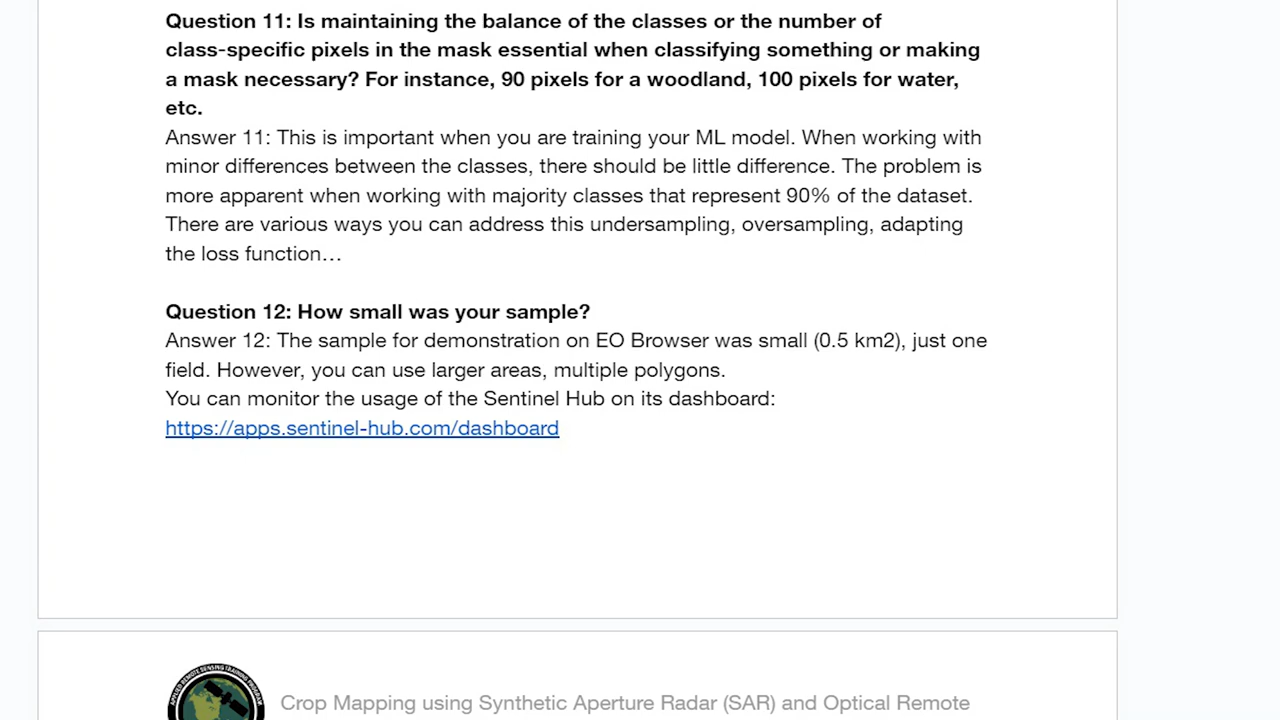 Question 11: Is maintaining the balance of the classes or the number of
class-specific pixels in the mask essential when classifying something or making
a mask necessary? For instance, 90 pixels for a woodland, 100 pixels for water,
etc.
Answer 11: This is important when you are training your ML model. When working with
minor differences between the classes, there should be little difference. The problem is
more apparent when working with majority classes that represent 90% of the dataset.
There are various ways you can address this undersampling, oversampling, adapting
the loss function…
Question 12: How small was your sample?
Answer 12: The sample for demonstration on EO Browser was small (0.5 km2), just one
field. However, you can use larger areas, multiple polygons.
You can monitor the usage of the Sentinel Hub on its dashboard:
https://apps.sentinel-hub.com/dashboard
APPLIED REMOTE SENSING TRAINING PROGRAM
Crop Mapping using Synthetic Aperture Radar (SAR) and Optical Remote